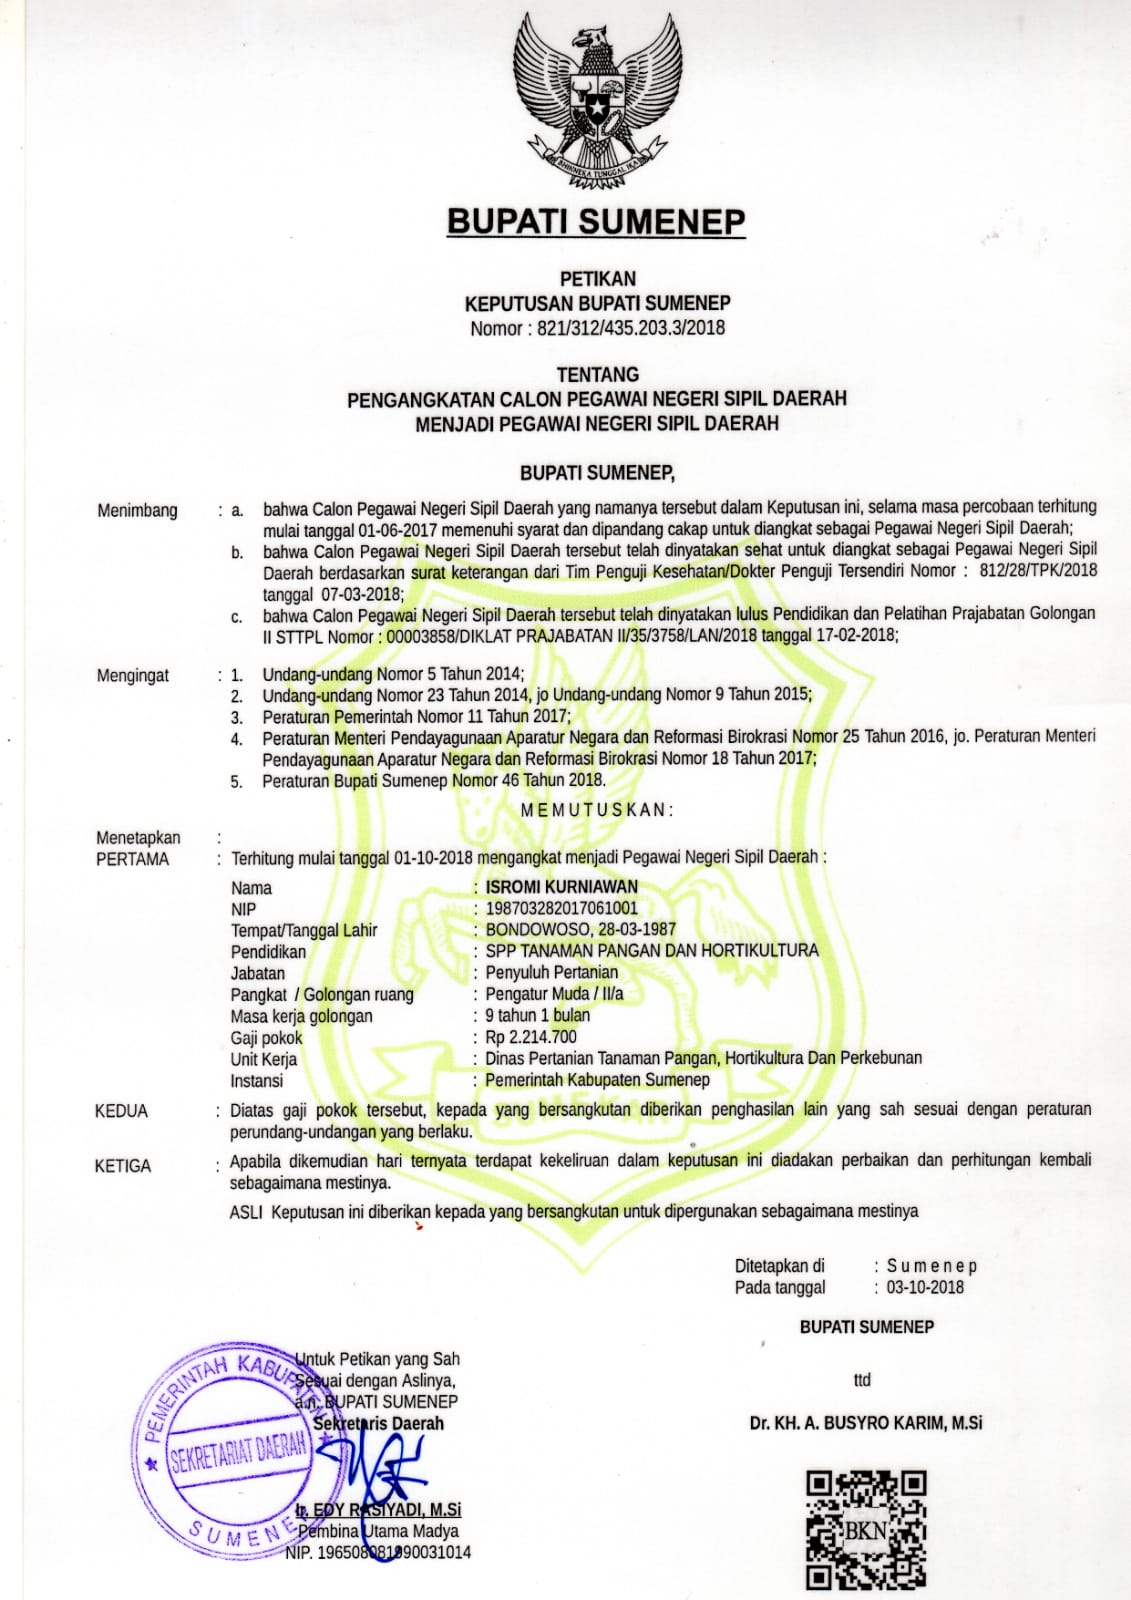 BHINNEKA TUNGGAL IKA
BUPATI SUMENEP
PETIKAN
KEPUTUSAN BUPATI SUMENEP
Nomor : 821/312/435.203.3/2018
TENTANG
PENGANGKATAN CALON PEGAWAI NEGERI SIPIL DAERAH
MENJADI PEGAWAI NEGERI SIPIL DAERAH
BUPATI SUMENEP,
Menimbang : a. bahwa Calon Pegawai Negeri Sipil Daerah yang namanya tersebut dalam Keputusan ini, selama masa percobaan terhitung
mulai tanggal 01-06-2017 memenuhi syarat dan dipandang cakap untuk diangkat sebagai Pegawai Negeri Sipil Daerah;
b. bahwa Calon Pegawai Negeri Sipil Daerah tersebut telah dinyatakan sehat untuk diangkat sebagai Pegawai Negeri Sipil
Daerah berdasarkan surat keterangan dari Tim Penguji Kesehatan/Dokter Penguji Tersendiri Nomor : 812/28/TPK/2018
tanggal 07-03-2018;
c. bahwa Calon Pegawai Negeri Sipil Daerah tersebut telah dinyatakan lulus Pendidikan dan Pelatihan Prajabatan Golongan
II STTPL Nomor : 00003858/DIKLAT PRAJABATAN II/35/3758/LAN/2018 tanggal 17-02-2018;
Mengingat : 1. Undang-undang Nomor 5 Tahun 2014;
2. Undang-undang Nomor 23 Tahun 2014, jo Undang-undang Nomor 9 Tahun 2015;
3. Peraturan Pemerintah Nomor 11 Tahun 2017;
4. Peraturan Menteri Pendayagunaan Aparatur Negara dan Reformasi Birokrasi Nomor 25 Tahun 2016, jo. Peraturan Menteri
Pendayagunaan Aparatur Negara dan Reformasi Birokrasi Nomor 18 Tahun 2017;
5. Peraturan Bupati Sumenep Nomor 46 Tahun 2018.
M E M U T U S K A N :
Menetapkan :
PERTAMA : Terhitung mulai tanggal 01-10-2018 mengangkat menjadi Pegawai Negeri Sipil Daerah :
Nama : ISROMI KURNIAWAN
NIP : 198703282017061001
Tempat/Tanggal Lahir : BONDOWOSO, 28-03-1987
Pendidikan : SPP TANAMAN PANGAN DAN HORTIKULTURA
Jabatan : Penyuluh Pertanian
Pangkat / Golongan ruang : Pengatur Muda / II/a
Masa kerja golongan : 9 tahun 1 bulan
Gaji pokok : Rp 2.214.700
Unit Kerja : Dinas Pertanian Tanaman Pangan, Hortikultura Dan Perkebunan
Instansi : Pemerintah Kabupaten Sumenep
SUMEKAR
KEDUA : Diatas gaji pokok tersebut, kepada yang bersangkutan diberikan penghasilan lain yang sah sesuai dengan peraturan
perundang-undangan yang berlaku.
KETIGA : Apabila dikemudian hari ternyata terdapat kekeliruan dalam keputusan ini diadakan perbaikan dan perhitungan kembali
sebagaimana mestinya.
ASLI Keputusan ini diberikan kepada yang bersangkutan untuk dipergunakan sebagaimana mestinya
Ditetapkan di : S u m e n e p
Pada tanggal : 03-10-2018
BUPATI SUMENEP
ttd
Dr. KH. A. BUSYRO KARIM, M.Si
Untuk Petikan yang Sah
Sesuai dengan Aslinya,
a.n. BUPATI SUMENEP
Sekretaris Daerah
Ir. EDY RASIYADI, M.Si
Pembina Utama Madya
NIP. 196508081990031014
PEMERINTAH KABUPATEN
SEKRETARIAT DAERAH
SUMENEP
BKN